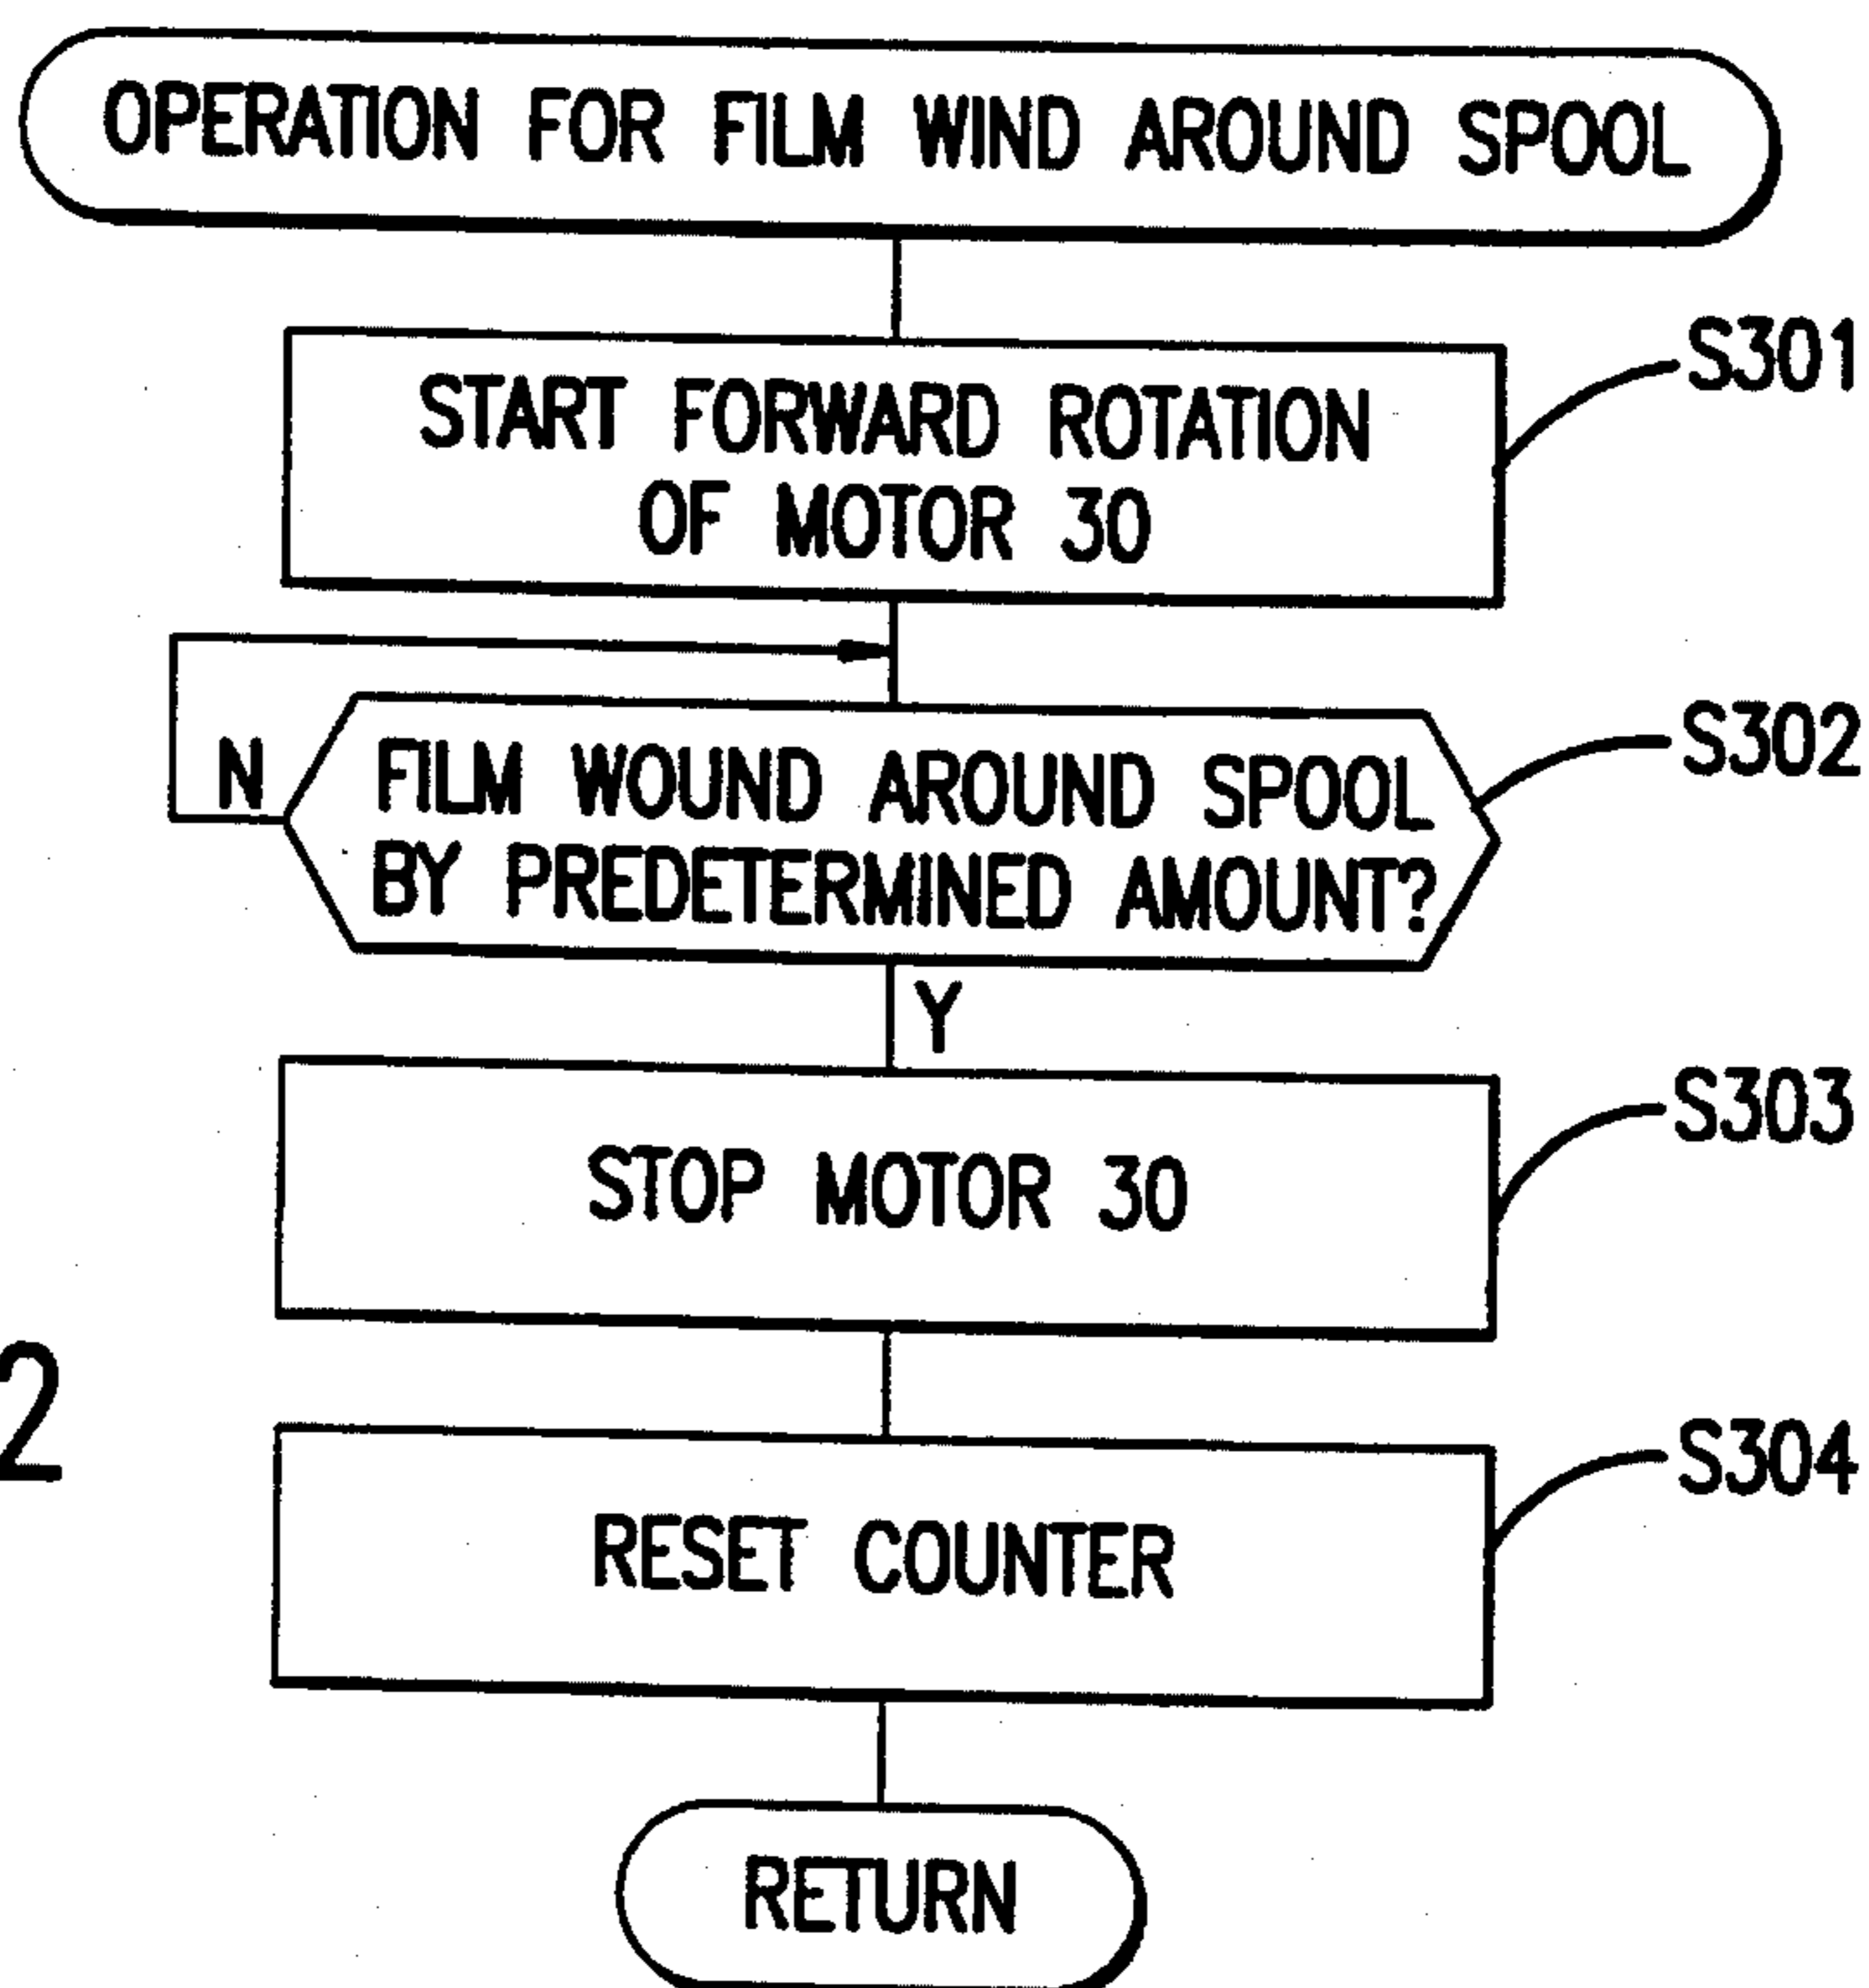 OPERATION FOR FILM WIND AROUND SPOOL
S301
START FORWARD ROTATION
OF MOTOR 30
S302
N
FILM WOUND AROUND SPOOL
BY PREDETERMINED AMOUNT?
Y
S303
STOP MOTOR 30
2
S304
RESET COUNTER
RETURN